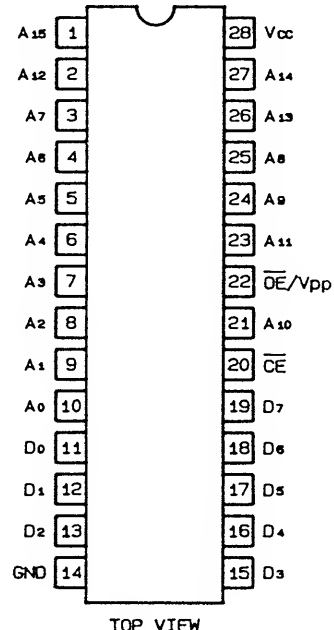 A15 1 28 Vcc
A12 2 27 A14
A7 3 26 A13
A6 4 25 A8
A5 5 24 A9
A4 6 23 A11
A3 7 22 OE/Vpp
A2 8 21 A10
A1 9 20 CE
A0 10 19 D7
D0 11 18 D6
D1 12 17 D5
D2 13 16 D4
GND 14 15 D3
TOP VIEW